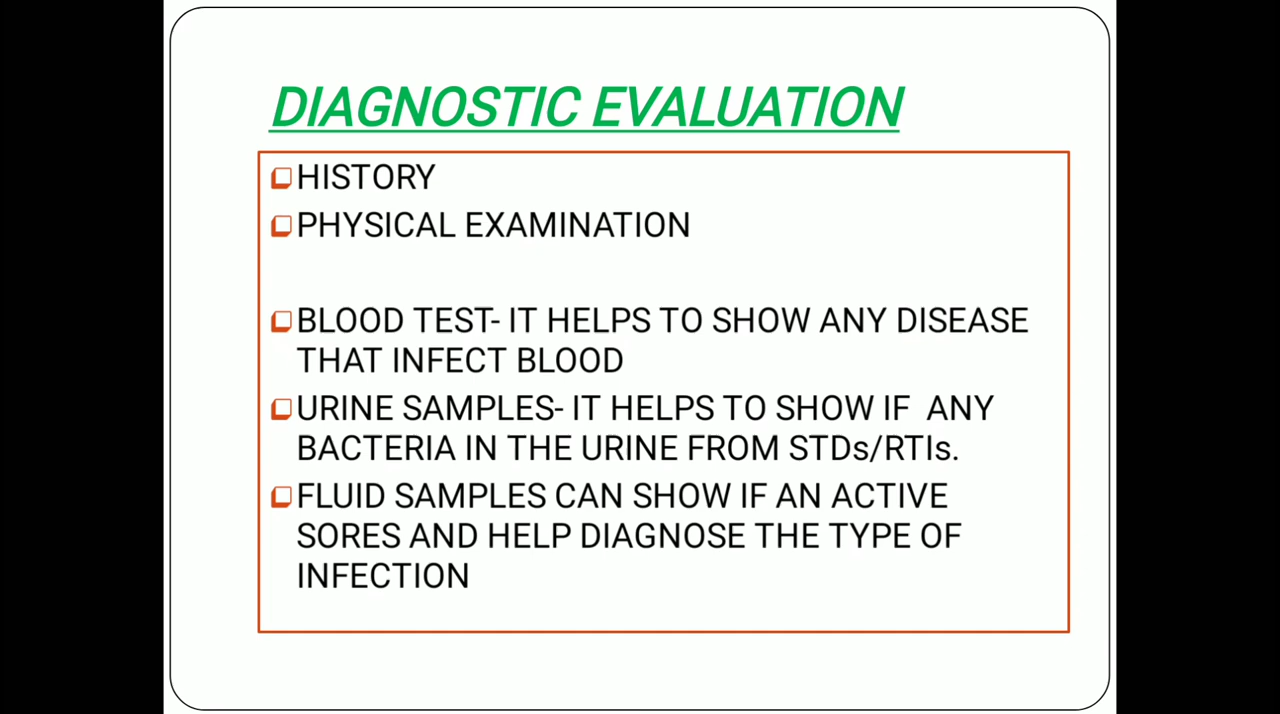 DIAGNOSTIC EVALUATION
HISTORY
PHYSICAL EXAMINATION
BLOOD TEST- IT HELPS TO SHOW ANY DISEASE
THAT INFECT BLOOD
URINE SAMPLES- IT HELPS TO SHOW IF  ANY
BACTERIA IN THE URINE FROM STDs/RTIs.
FLUID SAMPLES CAN SHOW IF AN ACTIVE
SORES AND HELP DIAGNOSE THE TYPE OF
INFECTION